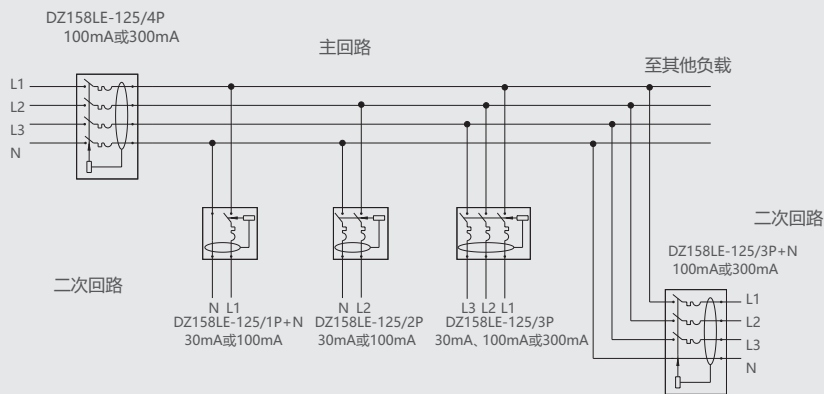 DZ158LE-125/4P
100mA或300mA
主回路
至其他负载
L1
L2
L3
N
二次回路
DZ158LE-125/3P+N
100mA或300mA
二次回路
N L1
DZ158LE-125/1P+N
30mA或100mA
N L2
DZ158LE-125/2P
30mA或100mA
L3 L2 L1
DZ158LE-125/3P
30mA、100mA或300mA
L1
L2
L3
N